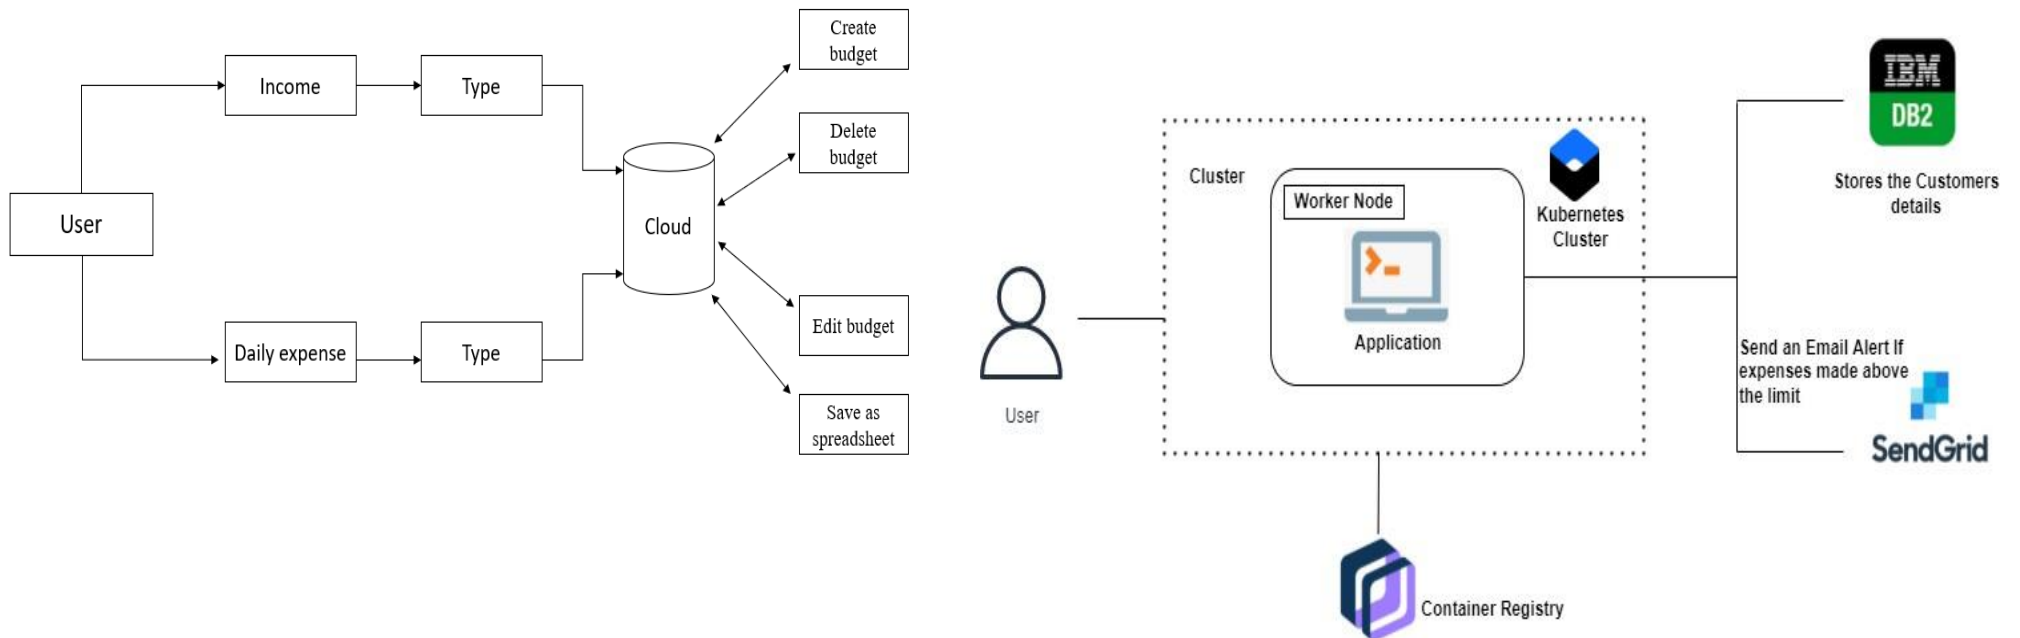 Create
budget
Income
Type
Delete
budget
User
Cloud
Edit budget
Daily expense
Type
Save as
spreadsheet
User
Cluster
Worker Node
Application
Kubernetes
Cluster
IBM
DB2
Stores the Customers
details
Send an Email Alert If
expenses made above
the limit
SendGrid
Container Registry